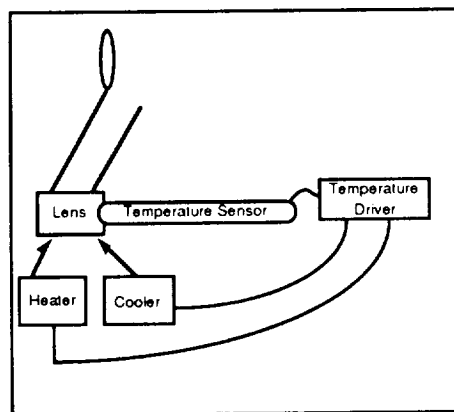 Lens
Temperature Sensor
Temperature
Driver
Heater
Cooler